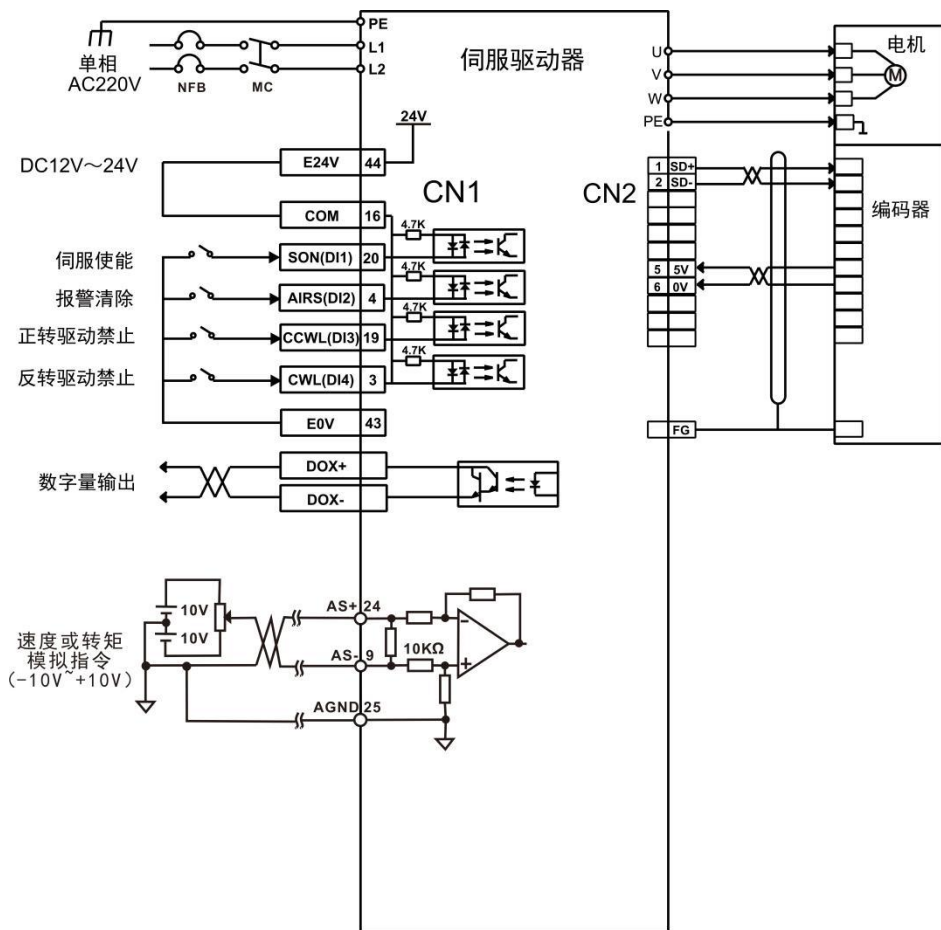 PE
L1
L2
单相
AC220V
NFB
MC
伺服驱动器
U
V
W
PE
电机
M
24V
DC12V～24V
E24V 44
CN1
COM 16
4.7K
伺服使能
SON(DI1) 20
4.7K
报警清除
AIRS(DI2) 4
4.7K
正转驱动禁止
CCWL(DI3) 19
4.7K
反转驱动禁止
CWL(DI4) 3
E0V 43
CN2
1 SD+
2 SD-
5 5V
6 0V
FG
编码器
数字量输出
DOX+
DOX-
10V
10V
速度或转矩
模拟指令
(-10V~+10V)
AS+ 24
AS- 9
10KΩ
AGND 25
-
+